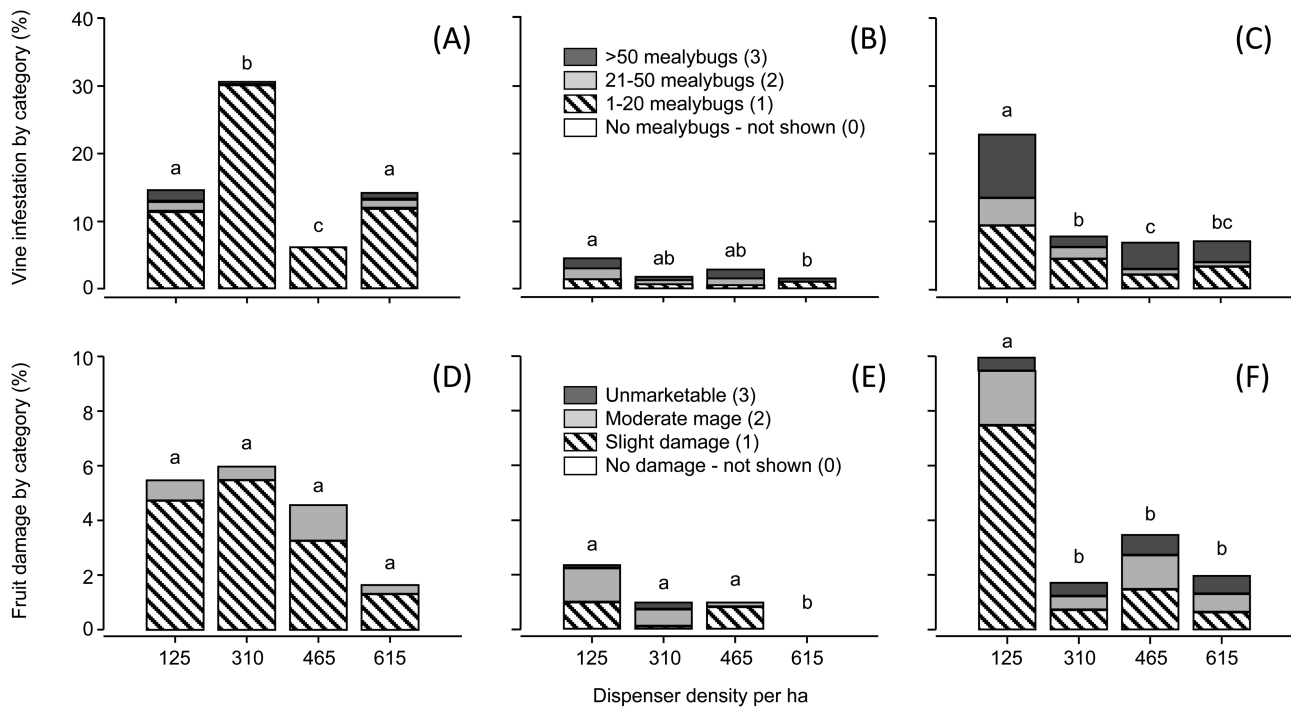 Vine infestation by category (%)
40
30
20
10
0
(A)
a
b
c
a
(B)
>50 mealybugs (3)
21-50 mealybugs (2)
1-20 mealybugs (1)
No mealybugs - not shown (0)
a
ab
ab
b
(C)
a
b
c
bc
Fruit damage by category (%)
10
8
6
4
2
0
(D)
a
a
a
a
125
310
465
615
(E)
Unmarketable (3)
Moderate mage (2)
Slight damage (1)
No damage - not shown (0)
a
a
a
b
125
310
465
615
(F)
a
b
b
b
125
310
465
615
Dispenser density per ha